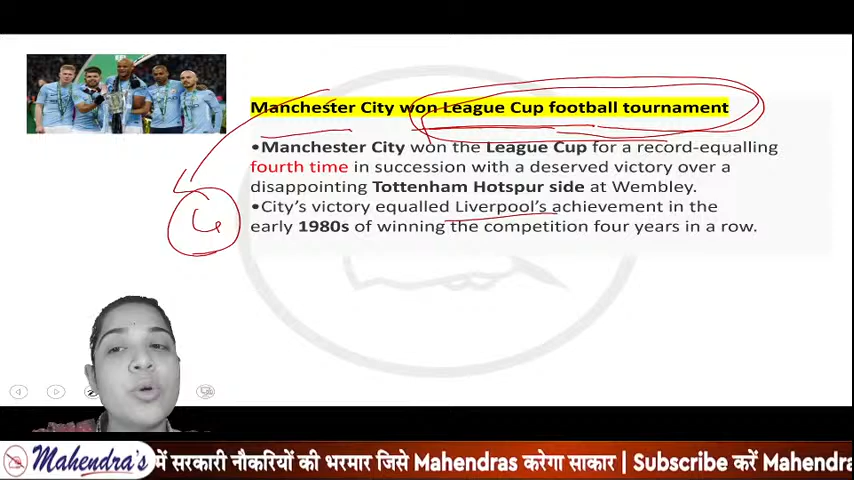 Manchester City won League Cup football tournament
•Manchester City won the League Cup for a record-equalling
fourth time in succession with a deserved victory over a
disappointing Tottenham Hotspur side at Wembley.
•City's victory equalled Liverpool's achievement in the
early 1980s of winning the competition four years in a row.
4
Mahendra's में सरकारी नौकरियों की भरमार जिसे Mahendras करेगा साकार | Subscribe करें Mahendra